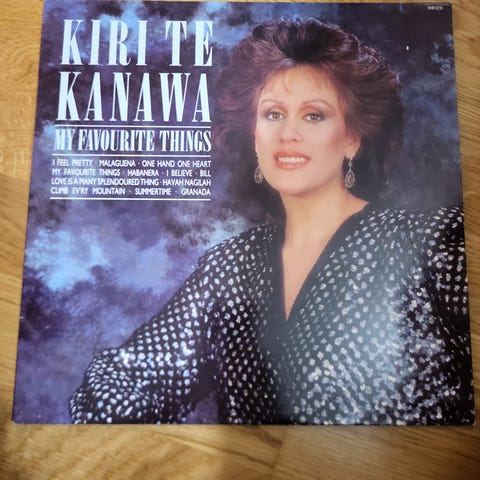 KIRI TE
KANAWA
MY FAVOURITE THINGS
I FEEL PRETTY · MALAGUENA · ONE HAND ONE HEART
MY FAVOURITE THINGS · HABANERA · I BELIEVE · BILL
LOVE IS A MANY SPLENDOURED THING · HAVAH NAGILAH
CLIMB EV'RY MOUNTAIN · SUMMERTIME · GRANADA